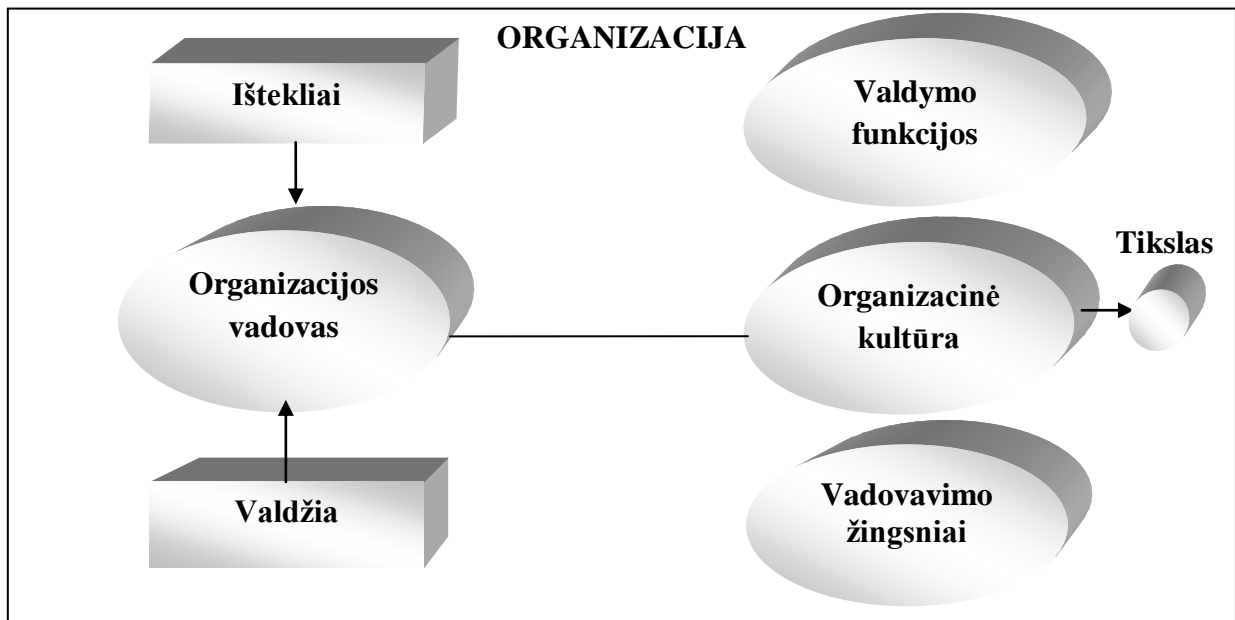 ORGANIZACIJA
Ištekliai
Valdymo
funkcijos
Organizacijos
vadovas
Organizacinė
kultūra
Tikslas
Valdžia
Vadovavimo
žingsniai